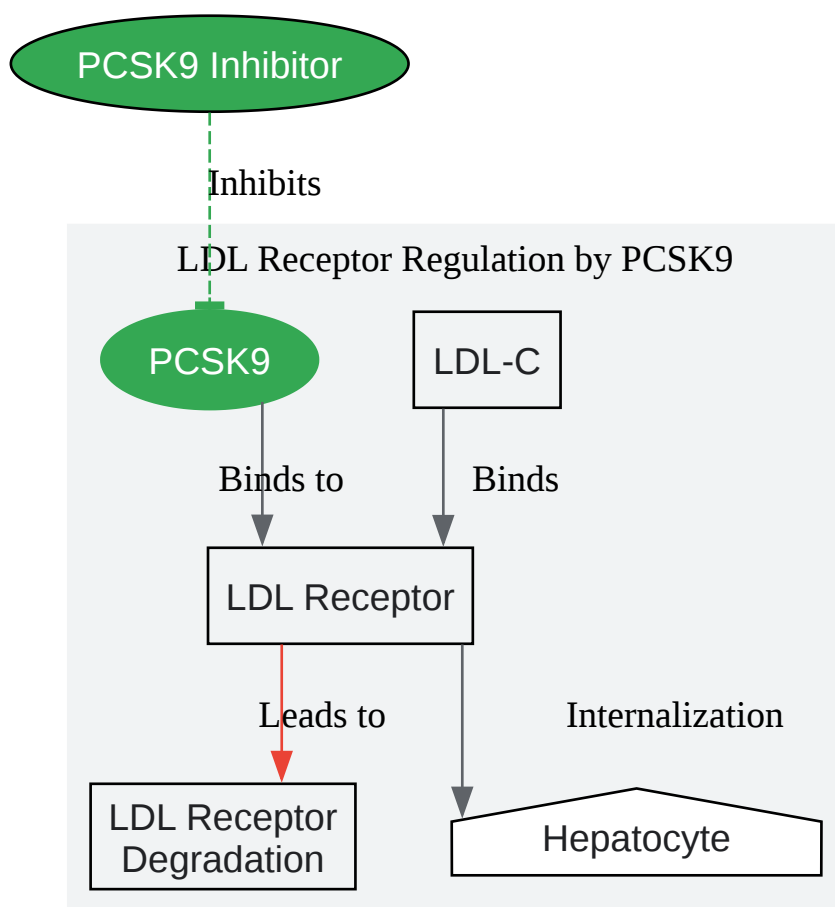 PCSK9 Inhibitor
Inhibits
LDL Receptor Regulation by PCSK9
PCSK9
LDL-C
Binds to
Binds
LDL Receptor
Leads to
Internalization
LDL Receptor
Degradation
Hepatocyte